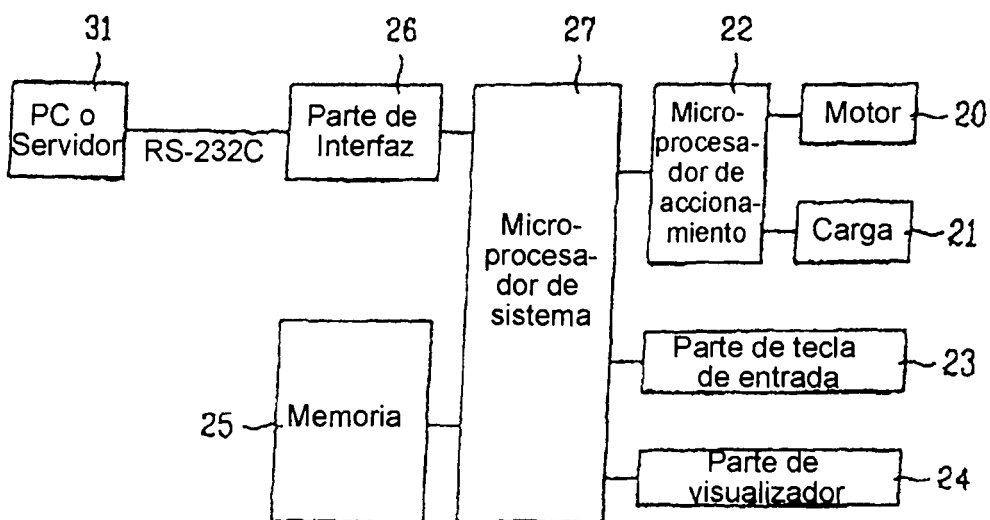 31
26
27
22
PC o
Servidor
RS-232C
Parte de
Interfaz
Micro-
procesa-
dor de
sistema
Micro-
procesa-
dor de
acciona-
miento
Motor
20
Carga
21
Parte de tecla
de entrada
23
25
Memoria
Parte de
visualizador
24